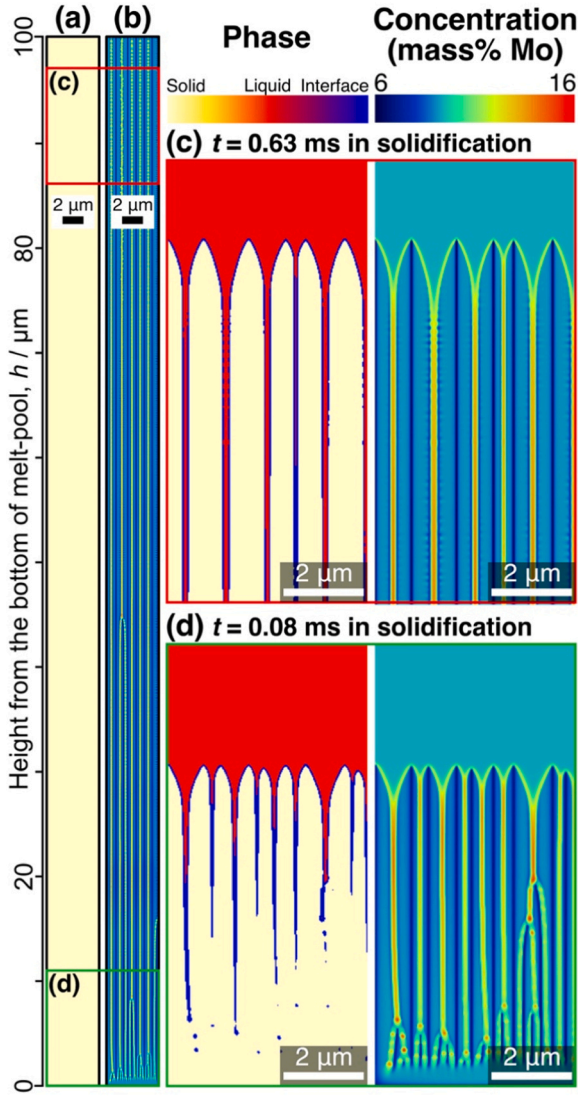 (a) (b) Phase Concentration
(mass% Mo)
Solid Liquid Interface 6 16
(c) t = 0.63 ms in solidification
(c)
2 μm 2 μm
2 μm 2 μm
(d) t = 0.08 ms in solidification
(d)
2 μm 2 μm
100
80
20
0
Height from the bottom of melt-pool, h / μm